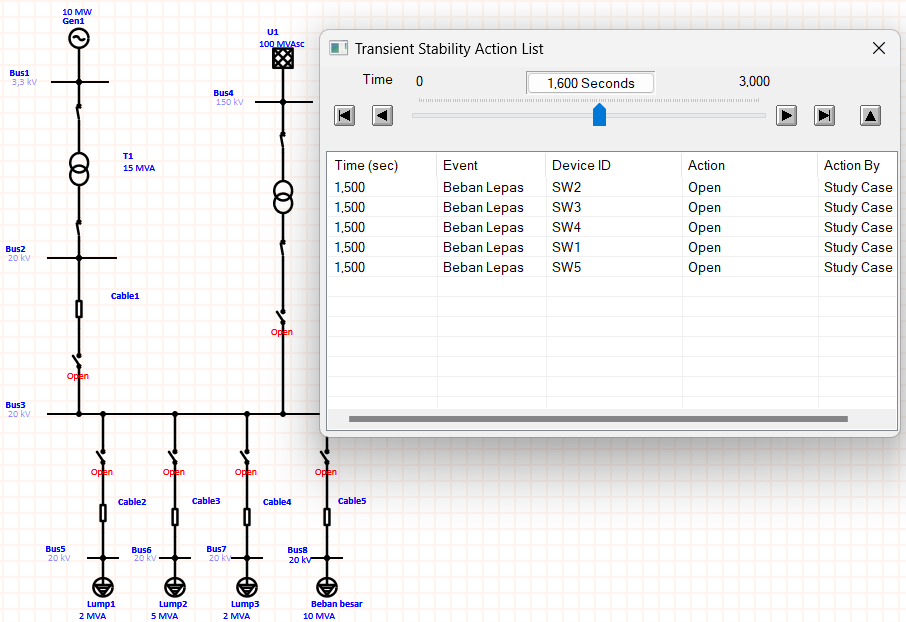 10 MW
Gen1
Bus1
3,3 kV
T1
15 MVA
Bus2
20 kV
Cable1
Open
Bus3
20 kV
U1
100 MVAsc
Bus4
150 kV
Open
Open
Open
Open
Open
Cable2
Cable3
Cable4
Cable5
Bus5
20 kV
Bus6
20 kV
Bus7
20 kV
Bus8
20 kV
Lump1
2 MVA
Lump2
5 MVA
Lump3
2 MVA
Beban besar
10 MVA
Transient Stability Action List
Time 0 1,600 Seconds 3,000
Time (sec) Event Device ID Action Action By
1,500 Beban Lepas SW2 Open Study Case
1,500 Beban Lepas SW3 Open Study Case
1,500 Beban Lepas SW4 Open Study Case
1,500 Beban Lepas SW1 Open Study Case
1,500 Beban Lepas SW5 Open Study Case